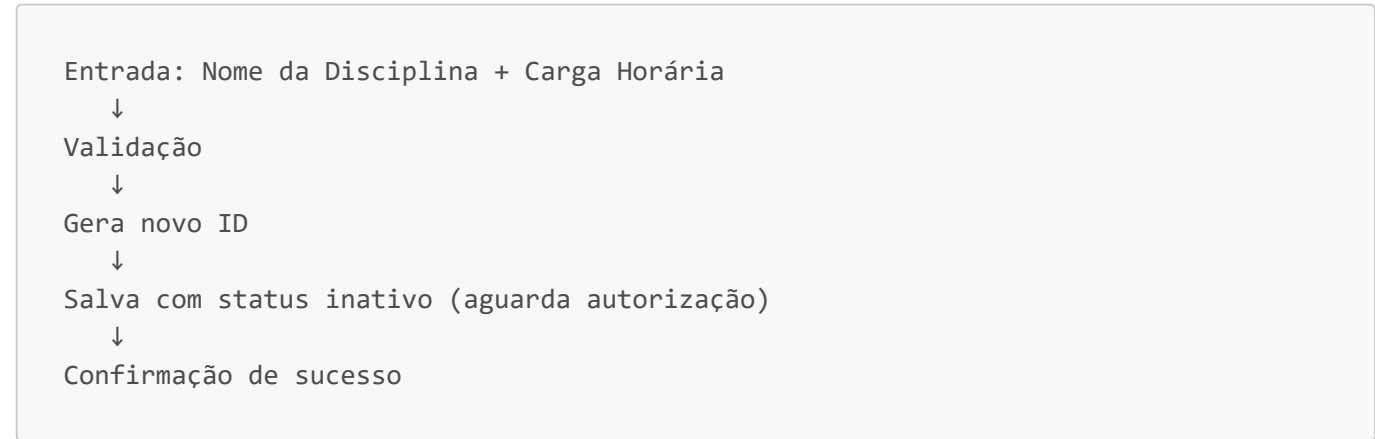 Entrada: Nome da Disciplina + Carga Horária
↓
Validação
↓
Gera novo ID
↓
Salva com status inativo (aguarda autorização)
↓
Confirmação de sucesso